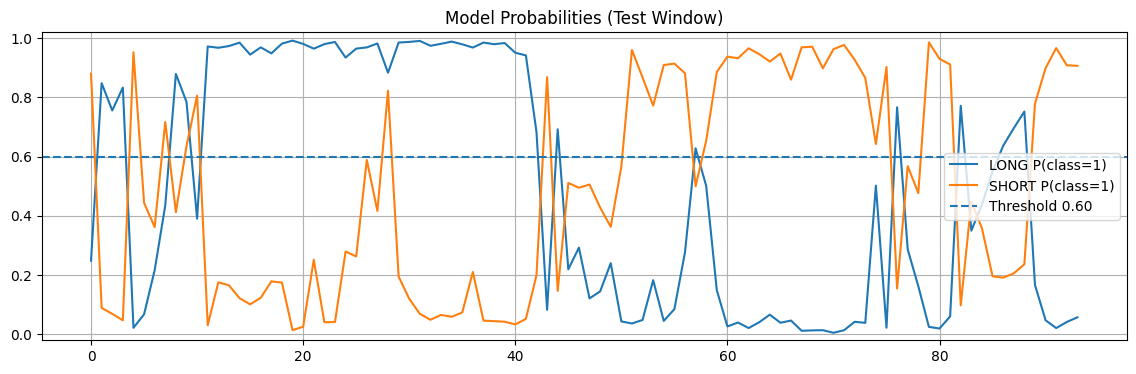 Model Probabilities (Test Window)
1.0
0.8
0.6
0.4
0.2
0.0
LONG P(class=1)
SHORT P(class=1)
Threshold 0.60
0 20 40 60 80